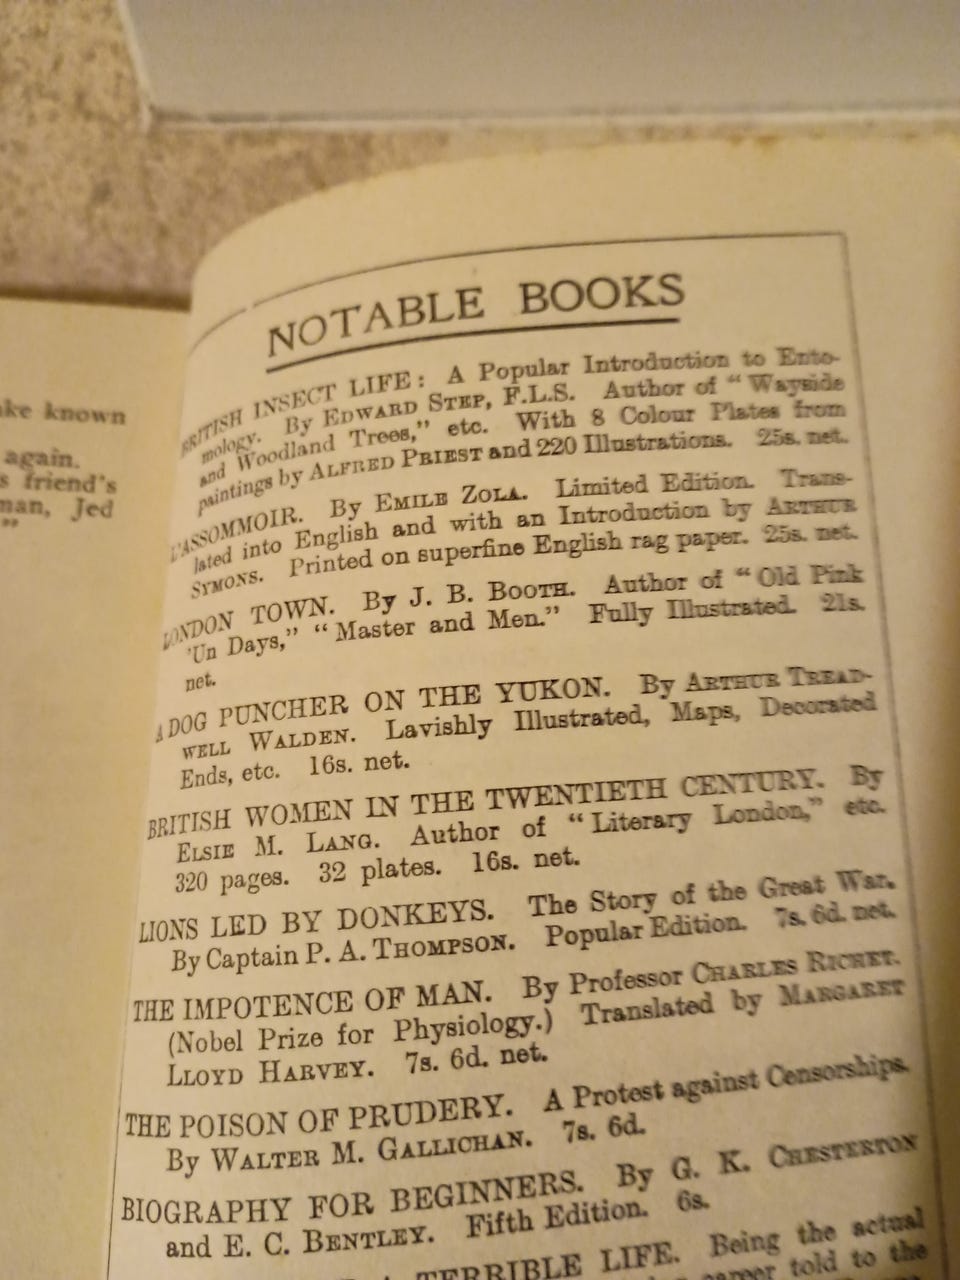 ake known
again.
s friend's
man, Jed
"
NOTABLE BOOKS
BRITISH INSECT LIFE: A Popular Introduction to Ento-
mology. By EDWARD STEP, F.L.S. Author of "Wayside
and Woodland Trees," etc. With 8 Colour Plates from
paintings by ALFRED PRIEST and 220 Illustrations. 25s. net.
L'ASSOMMOIR. By EMILE ZOLA. Limited Edition. Trans-
lated into English and with an Introduction by ARTHUR
SYMONS. Printed on superfine English rag paper. 25s. net.
LONDON TOWN. By J. B. BOOTH. Author of "Old Pink
'Un Days," "Master and Men." Fully Illustrated. 21s.
net.
A DOG PUNCHER ON THE YUKON. By ARTHUR TREAD-
WELL WALDEN. Lavishly Illustrated, Maps, Decorated
Ends, etc. 16s. net.
BRITISH WOMEN IN THE TWENTIETH CENTURY. By
ELSIE M. LANG. Author of "Literary London," etc.
320 pages. 32 plates. 16s. net.
LIONS LED BY DONKEYS. The Story of the Great War.
By Captain P. A. THOMPSON. Popular Edition. 7s. 6d. net.
THE IMPOTENCE OF MAN. By Professor CHARLES RICHET.
(Nobel Prize for Physiology.) Translated by MARGARET
LLOYD HARVEY. 7s. 6d. net.
THE POISON OF PRUDERY. A Protest against Censorships.
By WALTER M. GALLICHAN. 7s. 6d.
BIOGRAPHY FOR BEGINNERS. By G. K. CHESTERTON
and E. C. BENTLEY. Fifth Edition. 6s.
TERRIBLE LIFE. Being the actual
career told to the